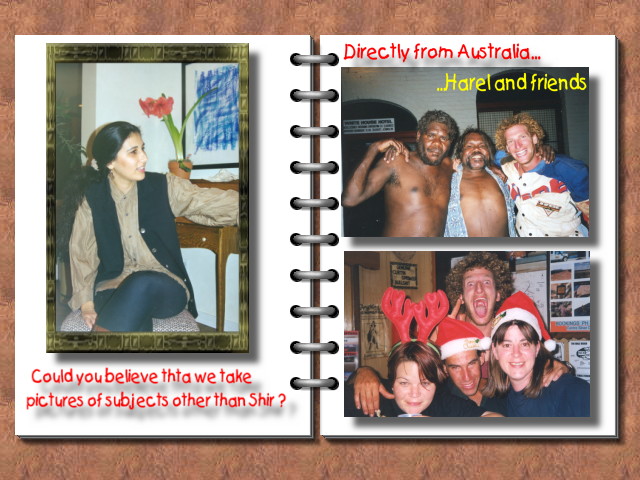 Could you believe thta we take
pictures of subjects other than Shir ?
Directly from Australia...
...Harel and friends